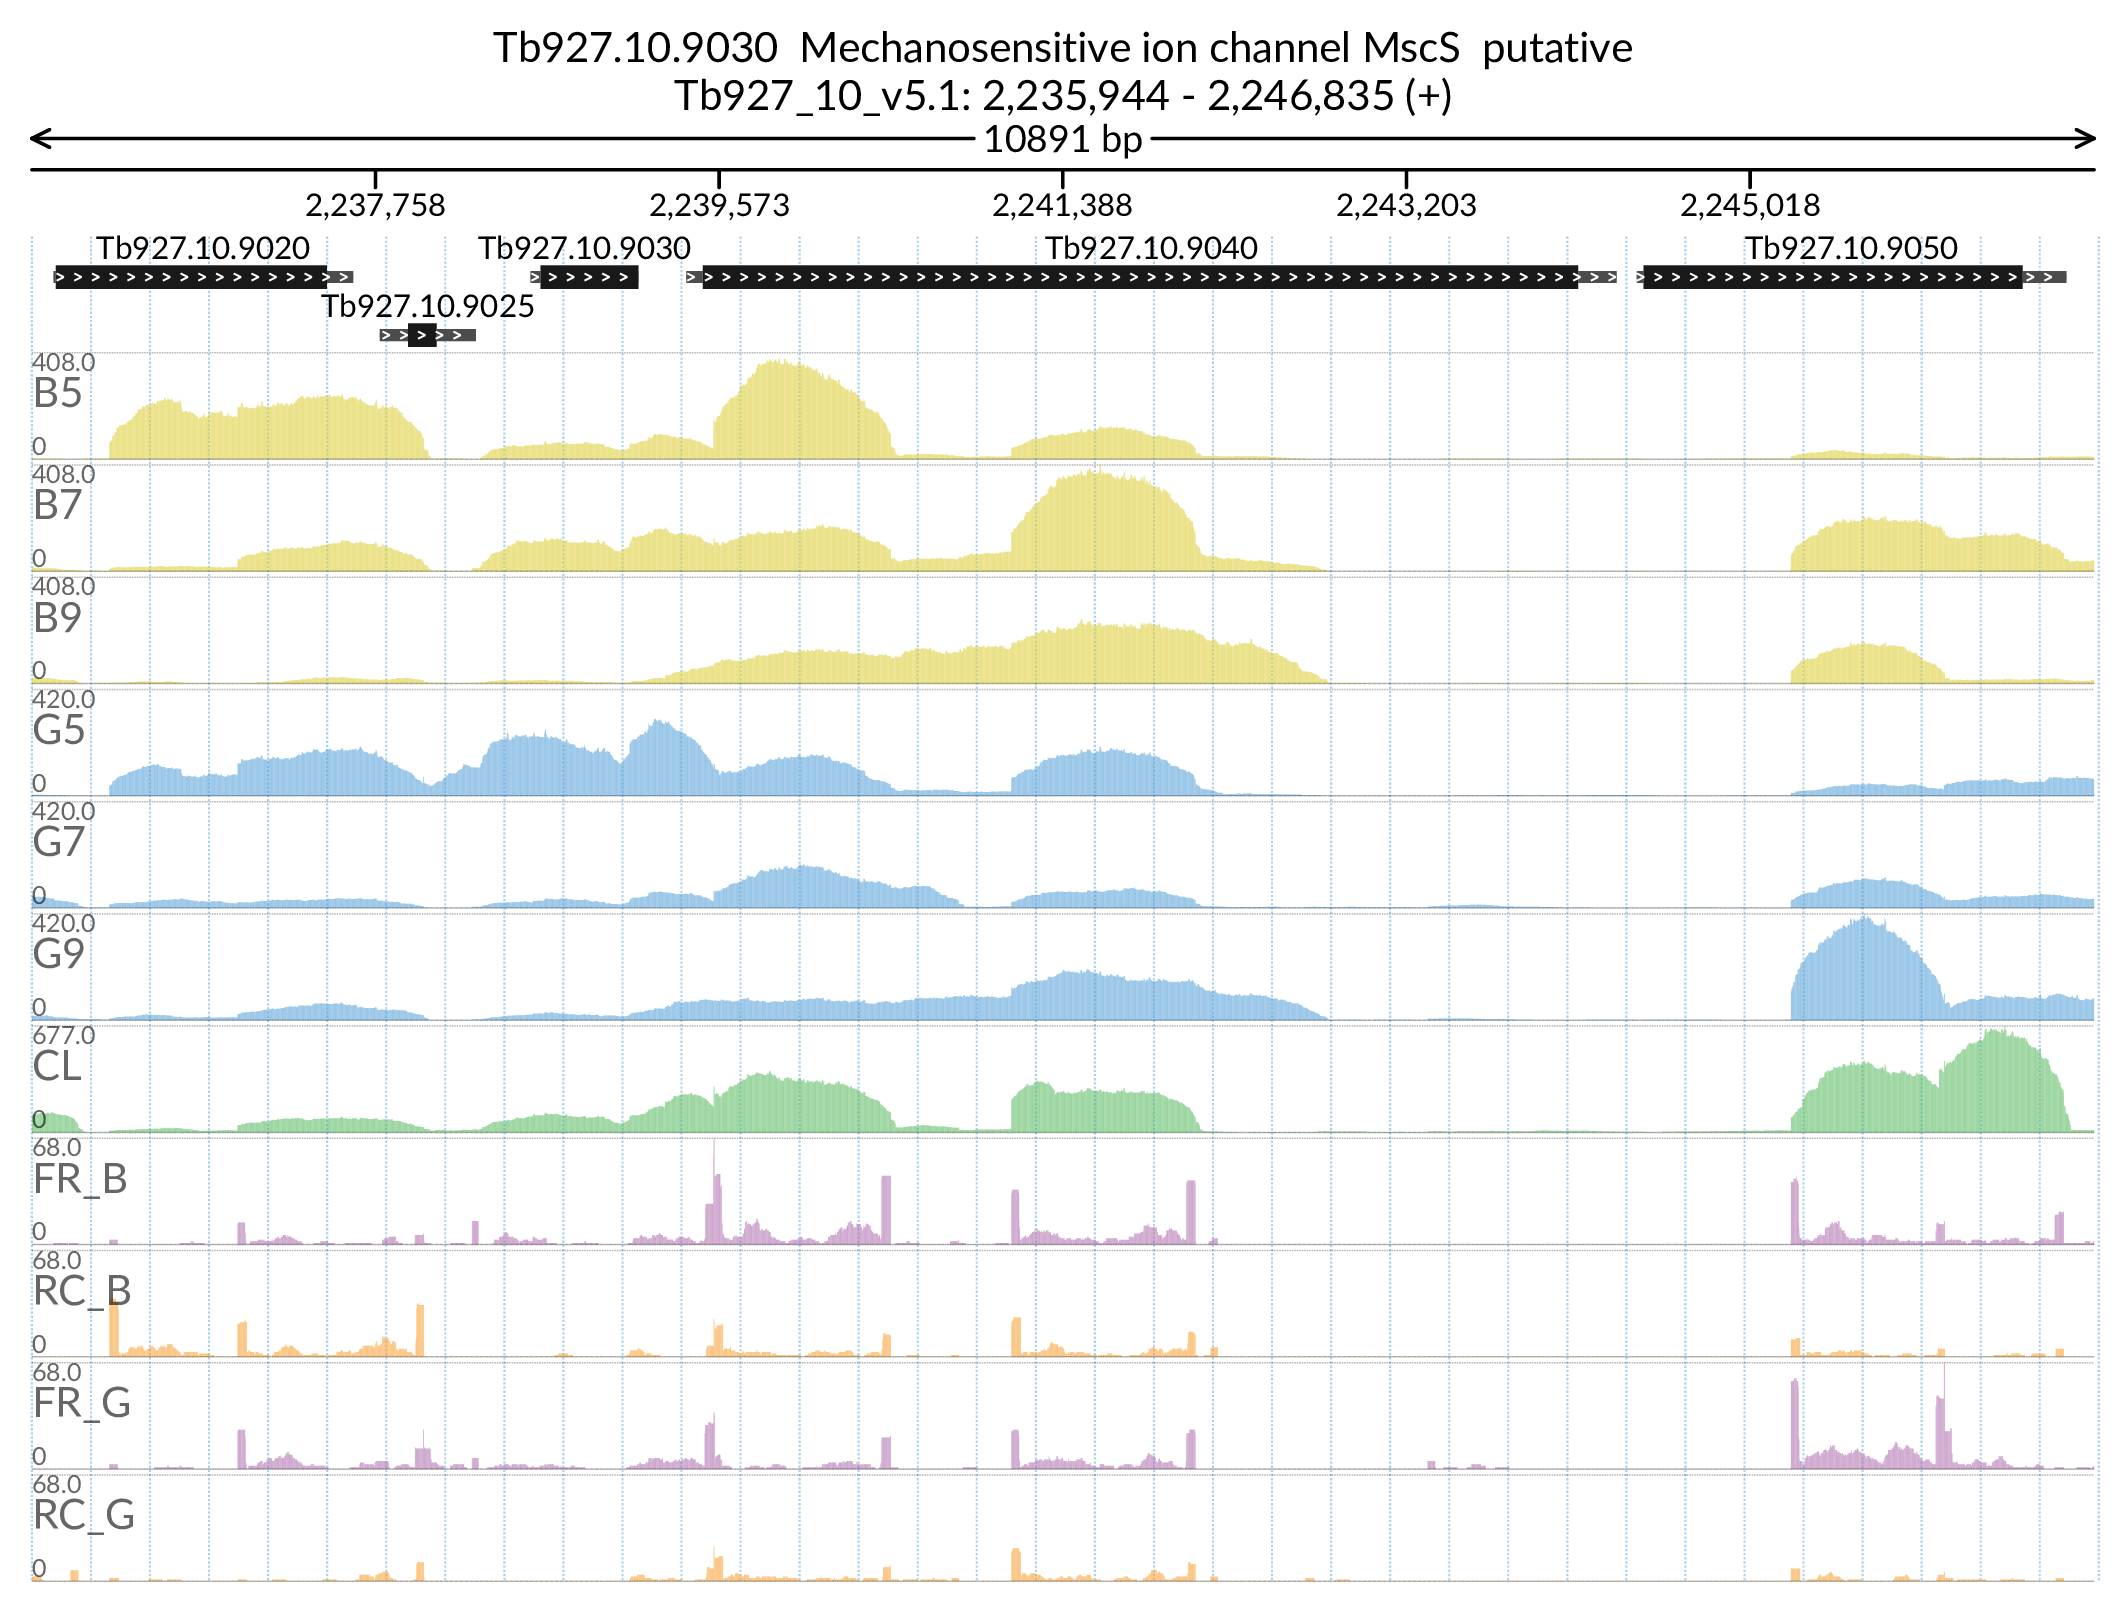 Tb927.10.9030  Mechanosensitive ion channel MscS  putative
Tb927_10_v5.1: 2,235,944 - 2,246,835 (+)
10891 bp
2,237,758 2,239,573 2,241,388 2,243,203 2,245,018
Tb927.10.9020 Tb927.10.9030 Tb927.10.9040 Tb927.10.9050
Tb927.10.9025
408.0
B5
0
408.0
B7
0
408.0
B9
0
420.0
G5
0
420.0
G7
0
420.0
G9
0
677.0
CL
0
68.0
FR_B
0
68.0
RC_B
0
68.0
FR_G
0
68.0
RC_G
0